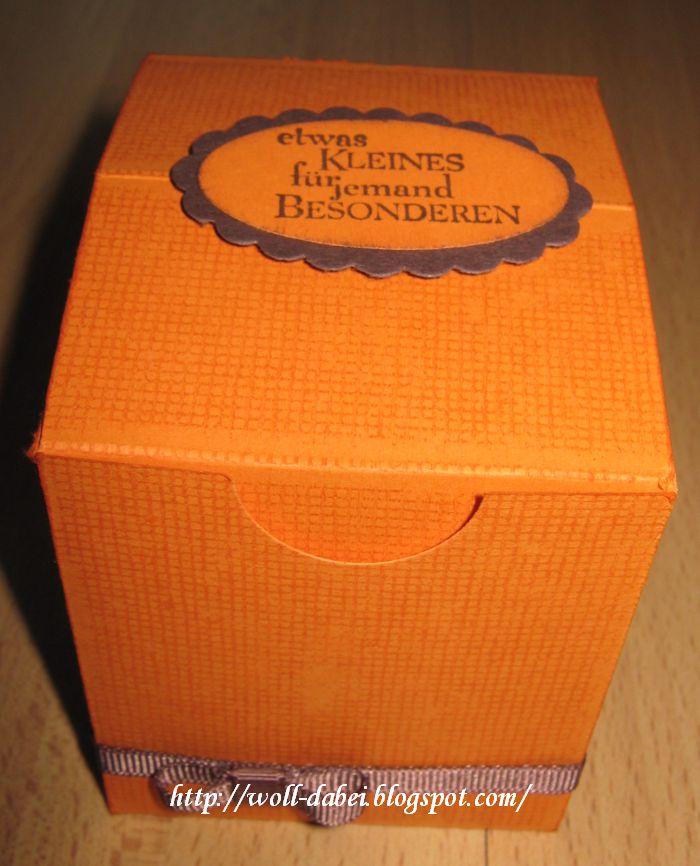 etwas
KLEINES
für
jemand
BESONDEREN
http://woll-dabei.blogspot.com/